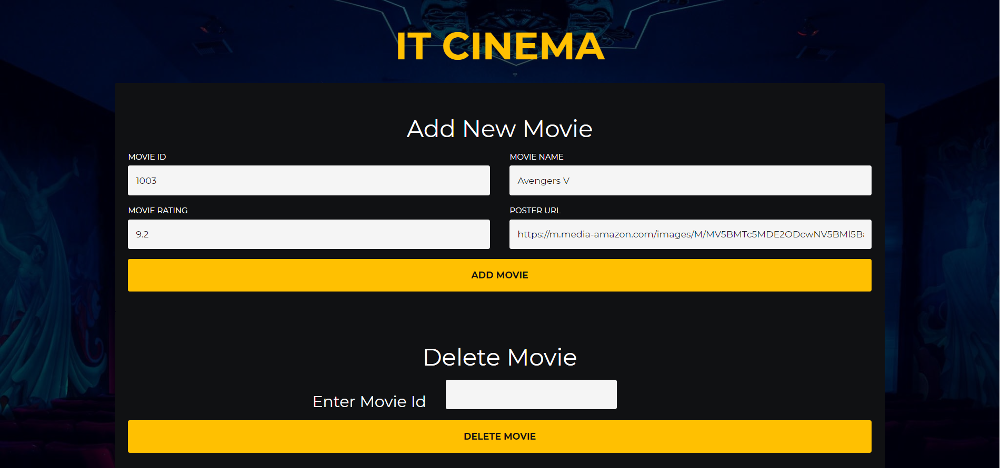 IT CINEMA
Add New Movie
MOVIE ID
MOVIE NAME
1003
Avengers V
MOVIE RATING
POSTER URL
9.2
https://m.media-amazon.com/images/M/MV5BMTc5MDE2ODcwNV5BMl5B
ADD MOVIE
Delete Movie
Enter Movie Id
DELETE MOVIE